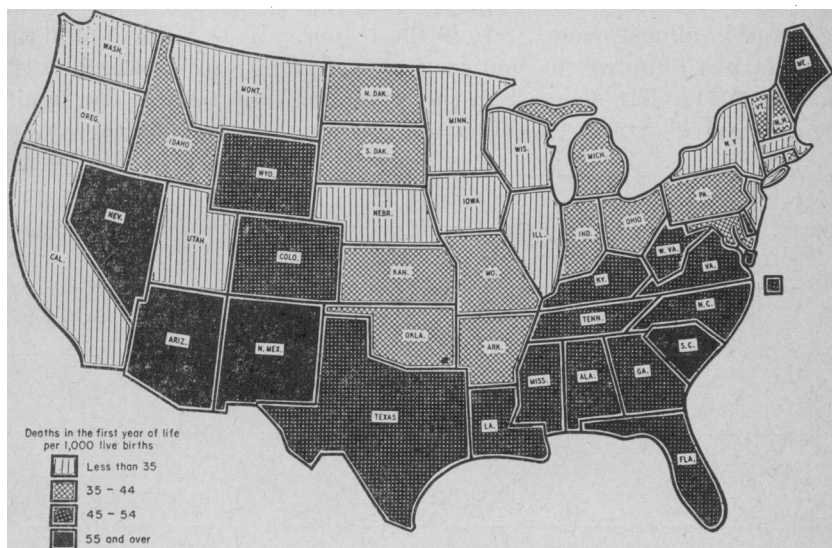 WASH.
ME.
MONT.
N. DAK.
MINN.
VT.
N.H.
OREG.
IDAHO
S. DAK.
WIS.
MICH.
N.Y.
WYO.
IOWA
PA.
NEV.
NEBR.
ILL.
IND.
OHIO
UTAH
COLO.
W. VA.
CAL.
KAN.
MO.
KY.
VA.
N.C.
TENN.
ARIZ.
N. MEX.
OKLA.
ARK.
S.C.
MISS.
ALA.
GA.
TEXAS
LA.
FLA.
Deaths in the first year of life
per 1,000 live births
Less than 35
35 - 44
45 - 54
55 and over